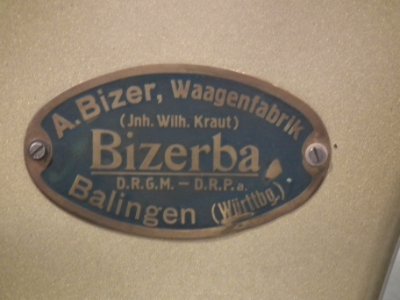 A. Bizer, Waagenfabrik
(Jnh. Wilh. Kraut)
Bizerba
D.R.G.M. – D.R.P.a.
Balingen (Württbg.)